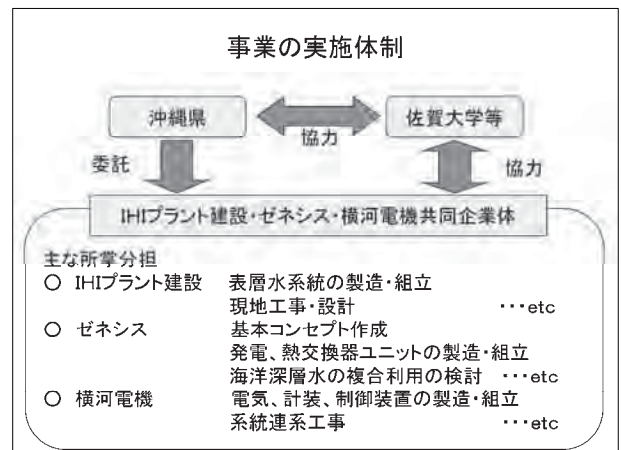 事業の実施体制
沖縄県 佐賀大学等
協力
委託 協力
IHIプラント建設・ゼネシス・横河電機共同企業体
主な所掌分担
○ IHIプラント建設 表層水系統の製造・組立
現地工事・設計 ・・・etc
○ ゼネシス 基本コンセプト作成
発電、熱交換器ユニットの製造・組立
海洋深層水の複合利用の検討 ・・・etc
○ 横河電機 電気、計装、制御装置の製造・組立
系統連系工事 ・・・etc